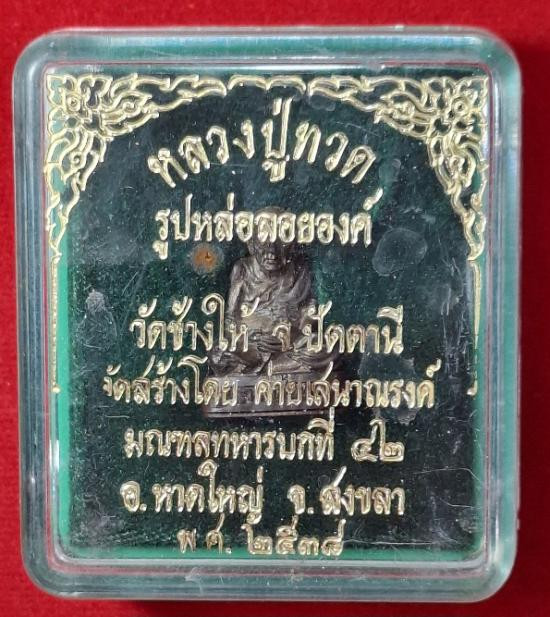 หลวงปู่ทวด
รูปหล่อลอยองค์
วัดช้างให้ จ.ปัตตานี
จัดสร้างโดย ค่ายเสนาณรงค์
มณฑลทหารบกที่ ๔๒
อ.หาดใหญ่ จ.สงขลา
พ.ศ. ๒๕๓๘